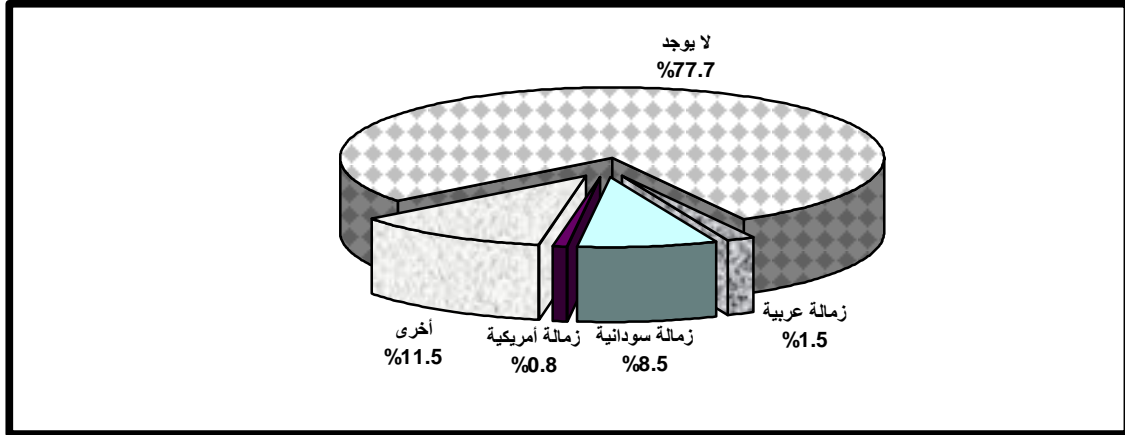 لا يوجد
%77.7
زمالة عربية
%1.5
زمالة سودانية
%8.5
زمالة أمريكية
%0.8
أخرى
%11.5